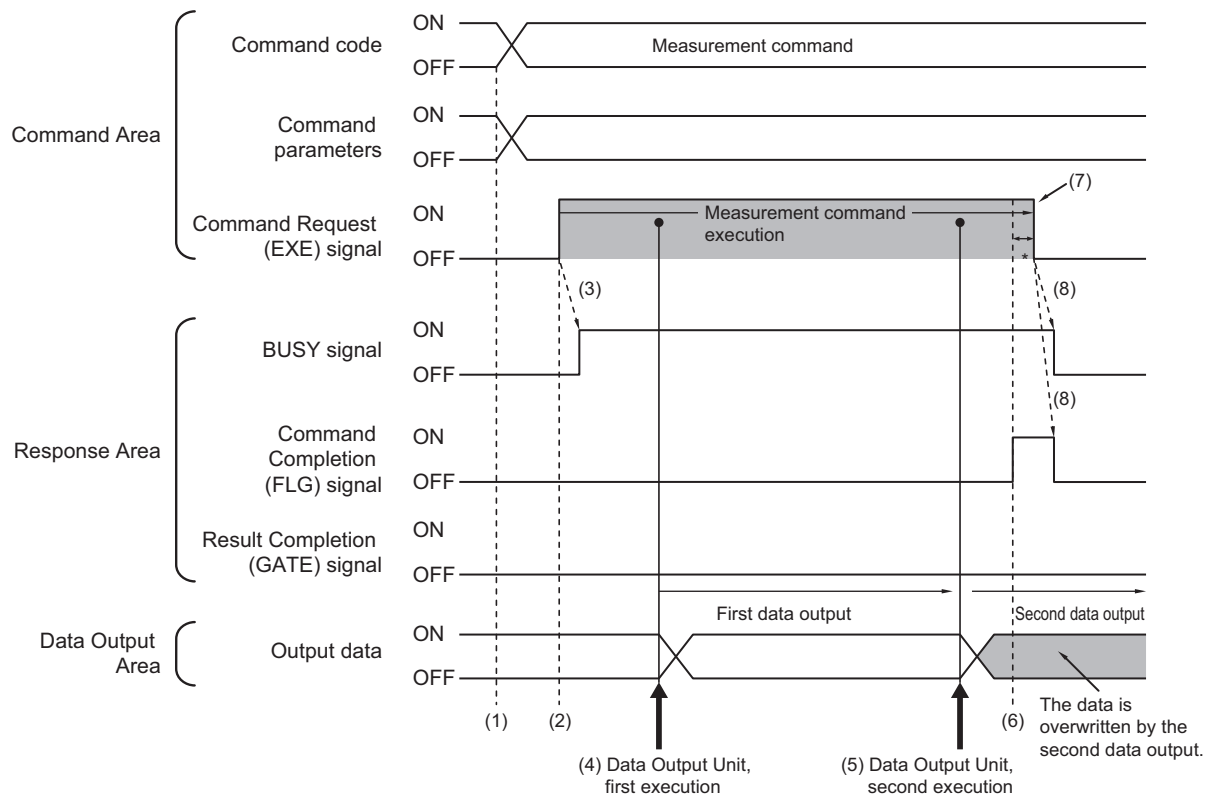 Command Area
Command code
ON
OFF
Measurement command
Command
parameters
ON
OFF
Command Request
(EXE) signal
ON
OFF
Measurement command
execution
(7)
*
(3)
(8)
Response Area
BUSY signal
ON
OFF
(8)
Command
Completion
(FLG) signal
ON
OFF
Result Completion
(GATE) signal
ON
OFF
First data output
Second data output
Data Output
Area
Output data
ON
OFF
(1)
(2)
(6)
The data is
overwritten by the
second data output.
(4) Data Output Unit,
first execution
(5) Data Output Unit,
second execution